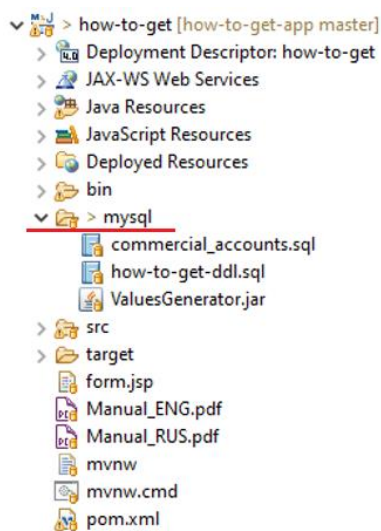 > how-to-get [how-to-get-app master]
Deployment Descriptor: how-to-get
JAX-WS Web Services
Java Resources
JavaScript Resources
Deployed Resources
bin
> mysql
commercial_accounts.sql
how-to-get-ddl.sql
ValuesGenerator.jar
src
target
form.jsp
Manual_ENG.pdf
Manual_RUS.pdf
mvnw
mvnw.cmd
pom.xml